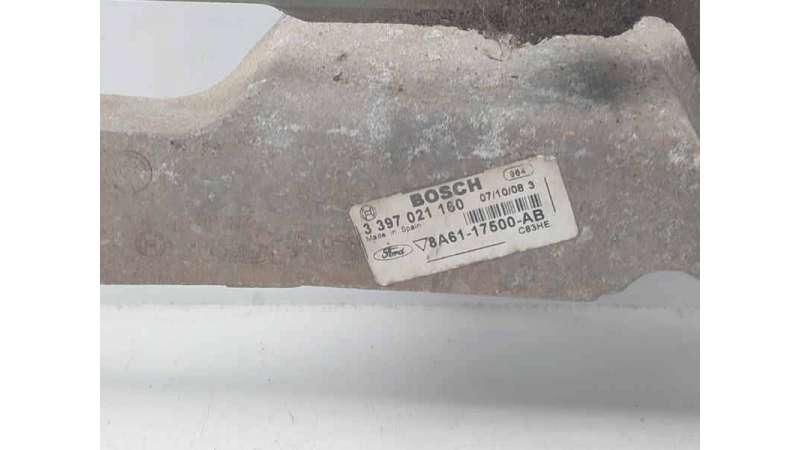 984
BOSCH
07/10/08 3
3 397 021 160
Made in Spain
Ford
8A61-17500-AB
C83HE